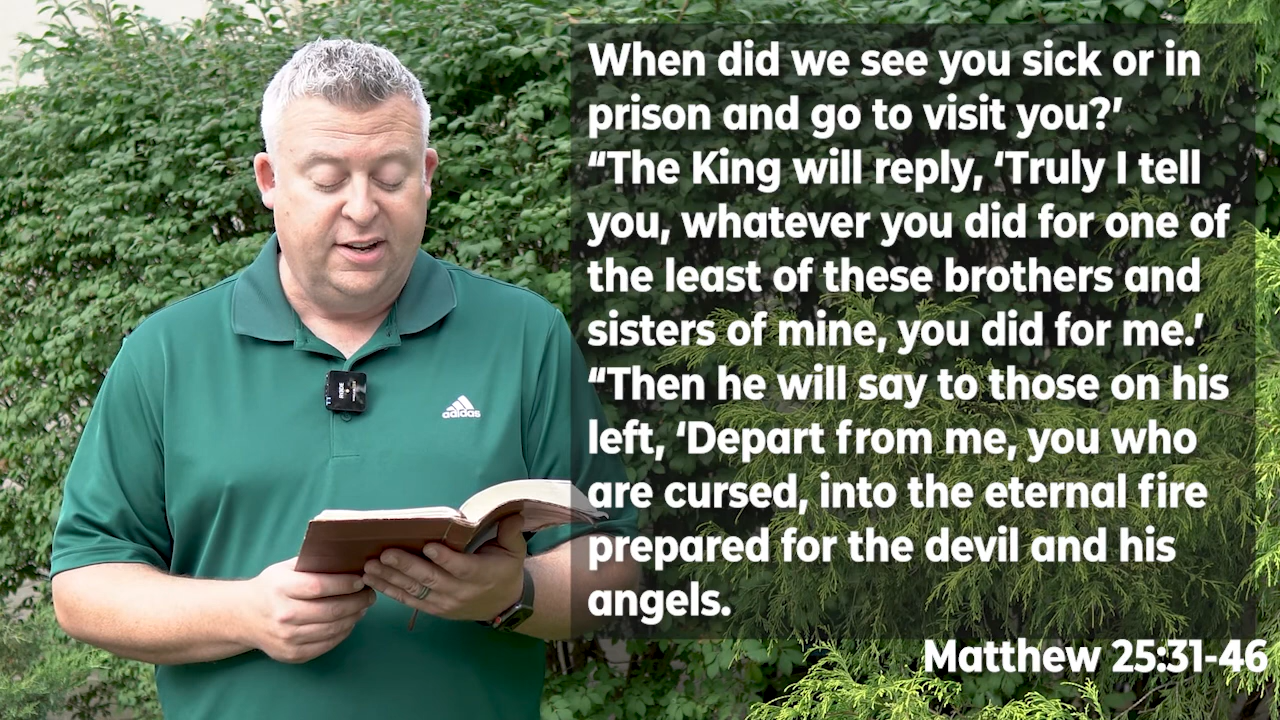 When did we see you sick or in
prison and go to visit you?’
“The King will reply, ‘Truly I tell
you, whatever you did for one of
the least of these brothers and
sisters of mine, you did for me.’
“Then he will say to those on his
left, ‘Depart from me, you who
are cursed, into the eternal fire
prepared for the devil and his
angels.
Matthew 25:31-46
adidas